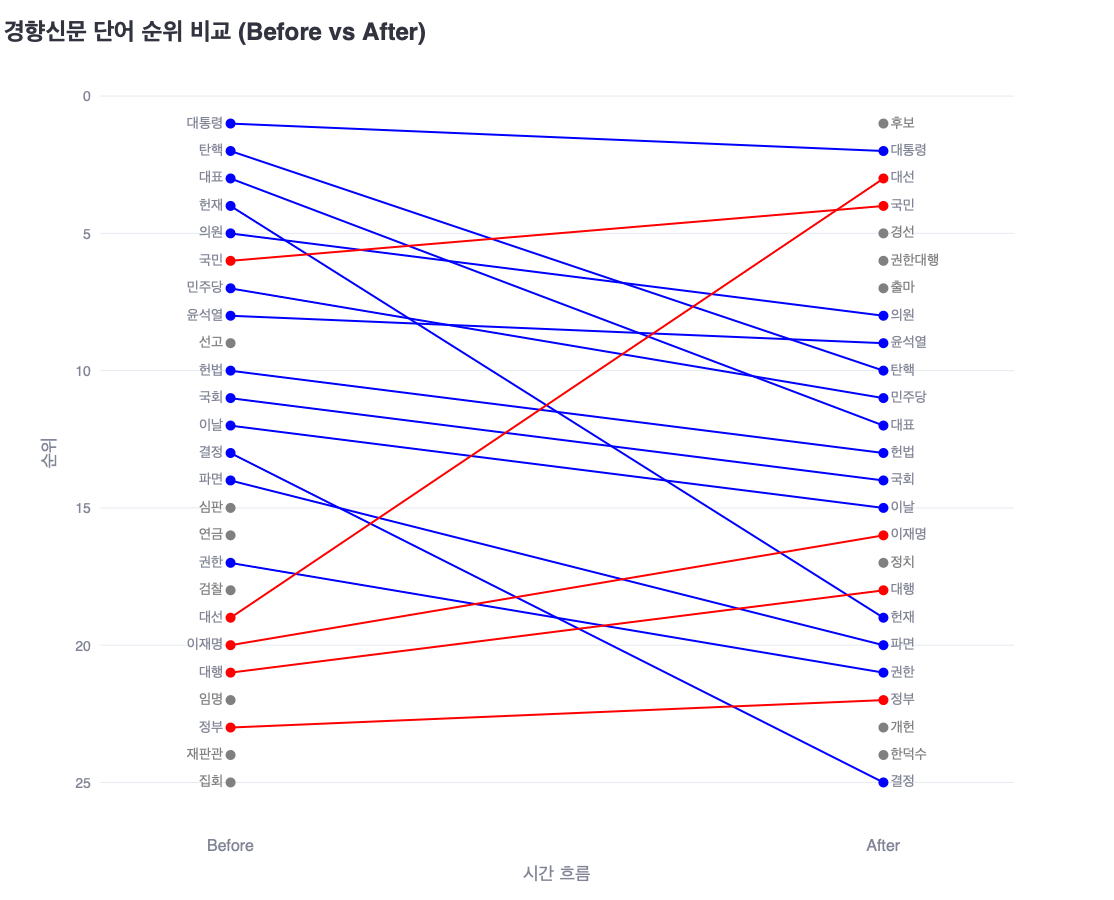 경향신문 단어 순위 비교 (Before vs After)
0
대통령
후보
탄핵
대통령
대표
대선
헌재
국민
5
의원
경선
국민
권한대행
민주당
출마
윤석열
의원
선고
윤석열
10
헌법
탄핵
국회
민주당
이날
대표
결정
헌법
순위
파면
국회
15
심판
이날
연금
이재명
권한
정치
검찰
대행
대선
헌재
20
이재명
파면
대행
권한
임명
정부
정부
개헌
재판관
한덕수
25
집회
결정
Before
After
시간 흐름